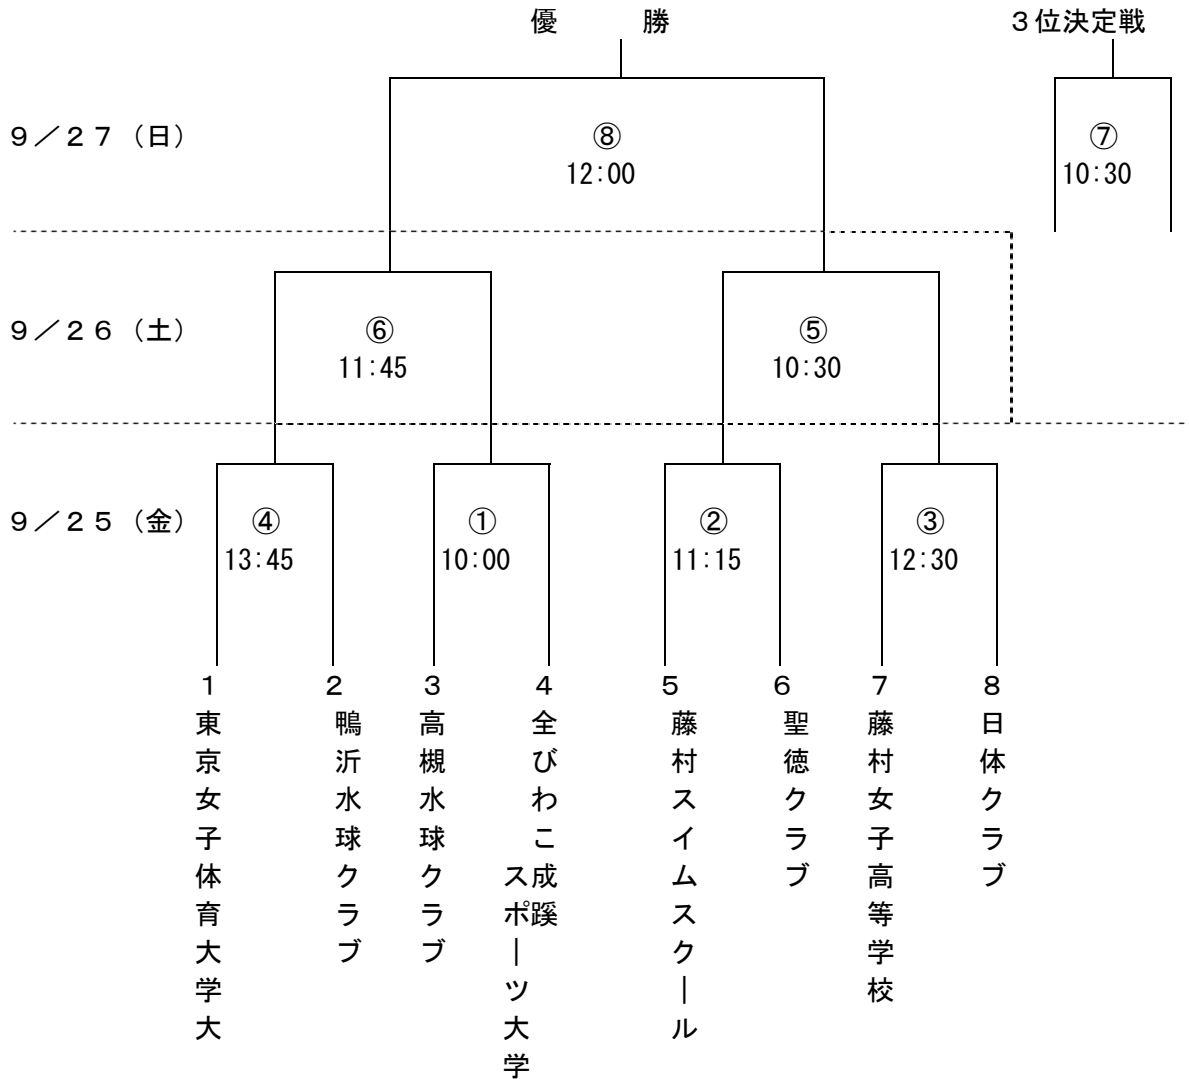 優　　　勝
３位決定戦
９／２７（日）
⑧
12:00
⑦
10:30
９／２６（土）
⑥
11:45
⑤
10:30
９／２５（金）
④
13:45
①
10:00
②
11:15
③
12:30
１
東京女子体育大学大
２
鴨沂水球クラブ
３
高槻水球クラブ
４
全びわこ成蹊
スポーツ大学
５
藤村スイムスクール
６
聖徳クラブ
７
藤村女子高等学校
８
日体クラブ